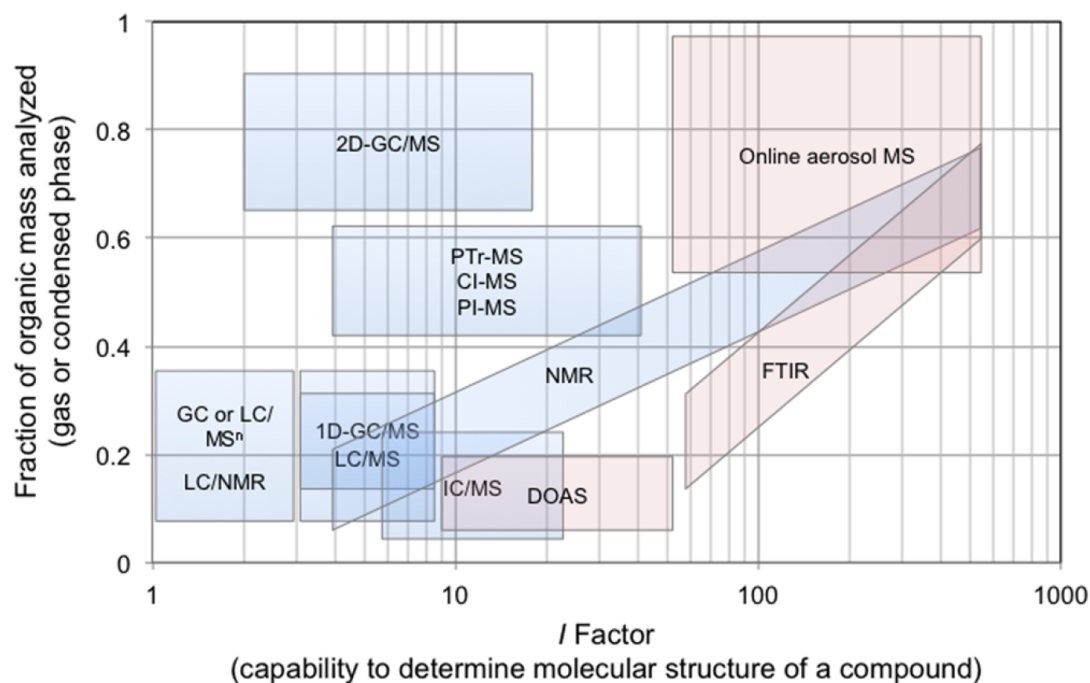 Fraction of organic mass analyzed
(gas or condensed phase)
1
0.8
0.6
0.4
0.2
0
2D-GC/MS
Online aerosol MS
PTr-MS
CI-MS
PI-MS
NMR
FTIR
GC or LC/
MSⁿ
LC/NMR
1D-GC/MS
LC/MS
IC/MS
DOAS
1
10
100
1000
I Factor
(capability to determine molecular structure of a compound)